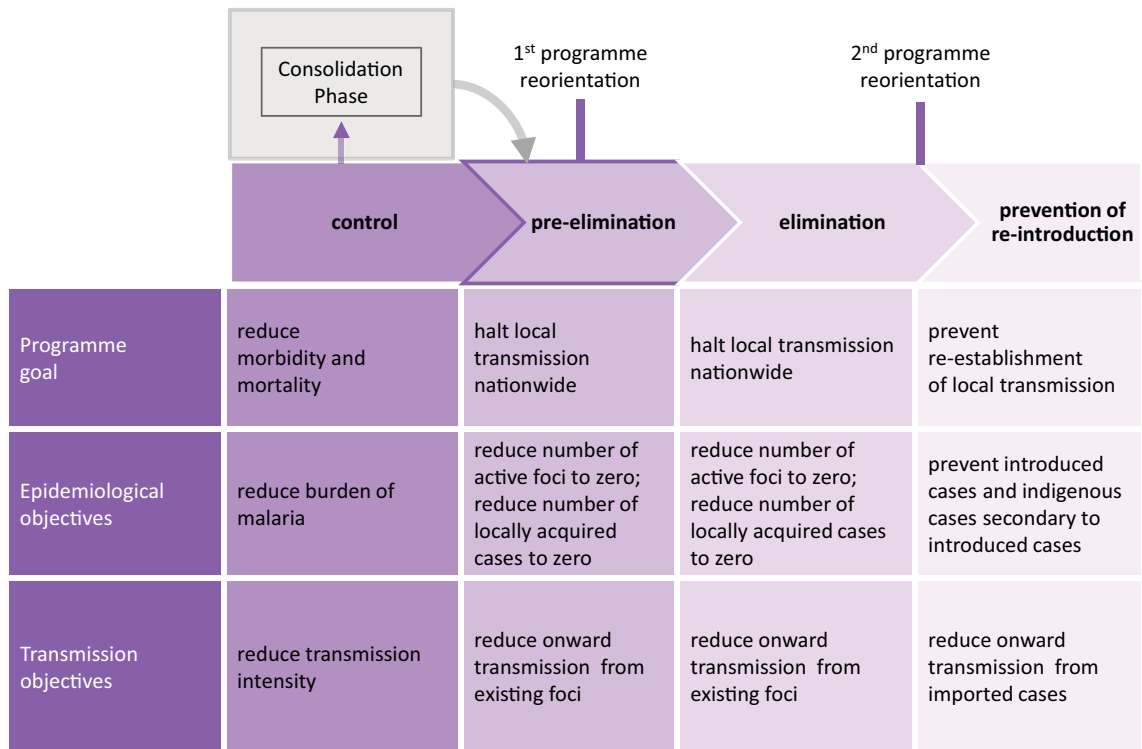 Consolidation
Phase
1st programme
reorientation
2nd programme
reorientation
control
pre-elimination
elimination
prevention of
re-introduction
Programme
goal
reduce
morbidity and
mortality
halt local
transmission
nationwide
halt local transmission
nationwide
prevent
re-establishment
of local transmission
Epidemiological
objectives
reduce burden of
malaria
reduce number of
active foci to zero;
reduce number of
locally acquired
cases to zero
reduce number of
active foci to zero;
reduce number of
locally acquired cases
to zero
prevent introduced
cases and indigenous
cases secondary to
introduced cases
Transmission
objectives
reduce transmission
intensity
reduce onward
transmission from
existing foci
reduce onward
transmission from
existing foci
reduce onward
transmission from
imported cases